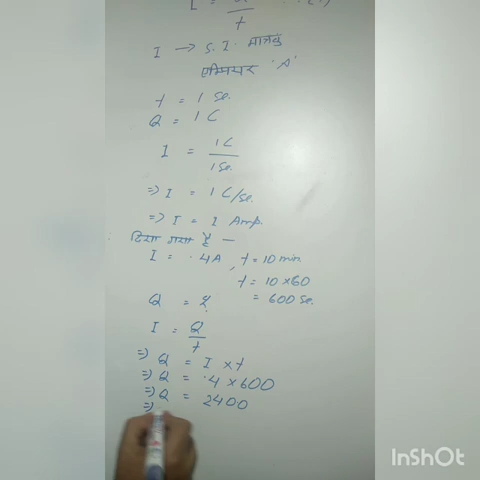 I = Q/t
I → S.I. मात्रक
एम्पियर 'A'
t = 1 Se.
Q = 1 C
I = 1C/1Se.
=> I = 1 C/se.
=> I = 1 Amp.
दिया गया है —
I = .4A, t = 10 min.
t = 10 × 60
Q = ? = 600 Se.
I = Q/t
=> Q = I × t
=> Q = .4 × 600
=> Q = 2400
=>
InShOt